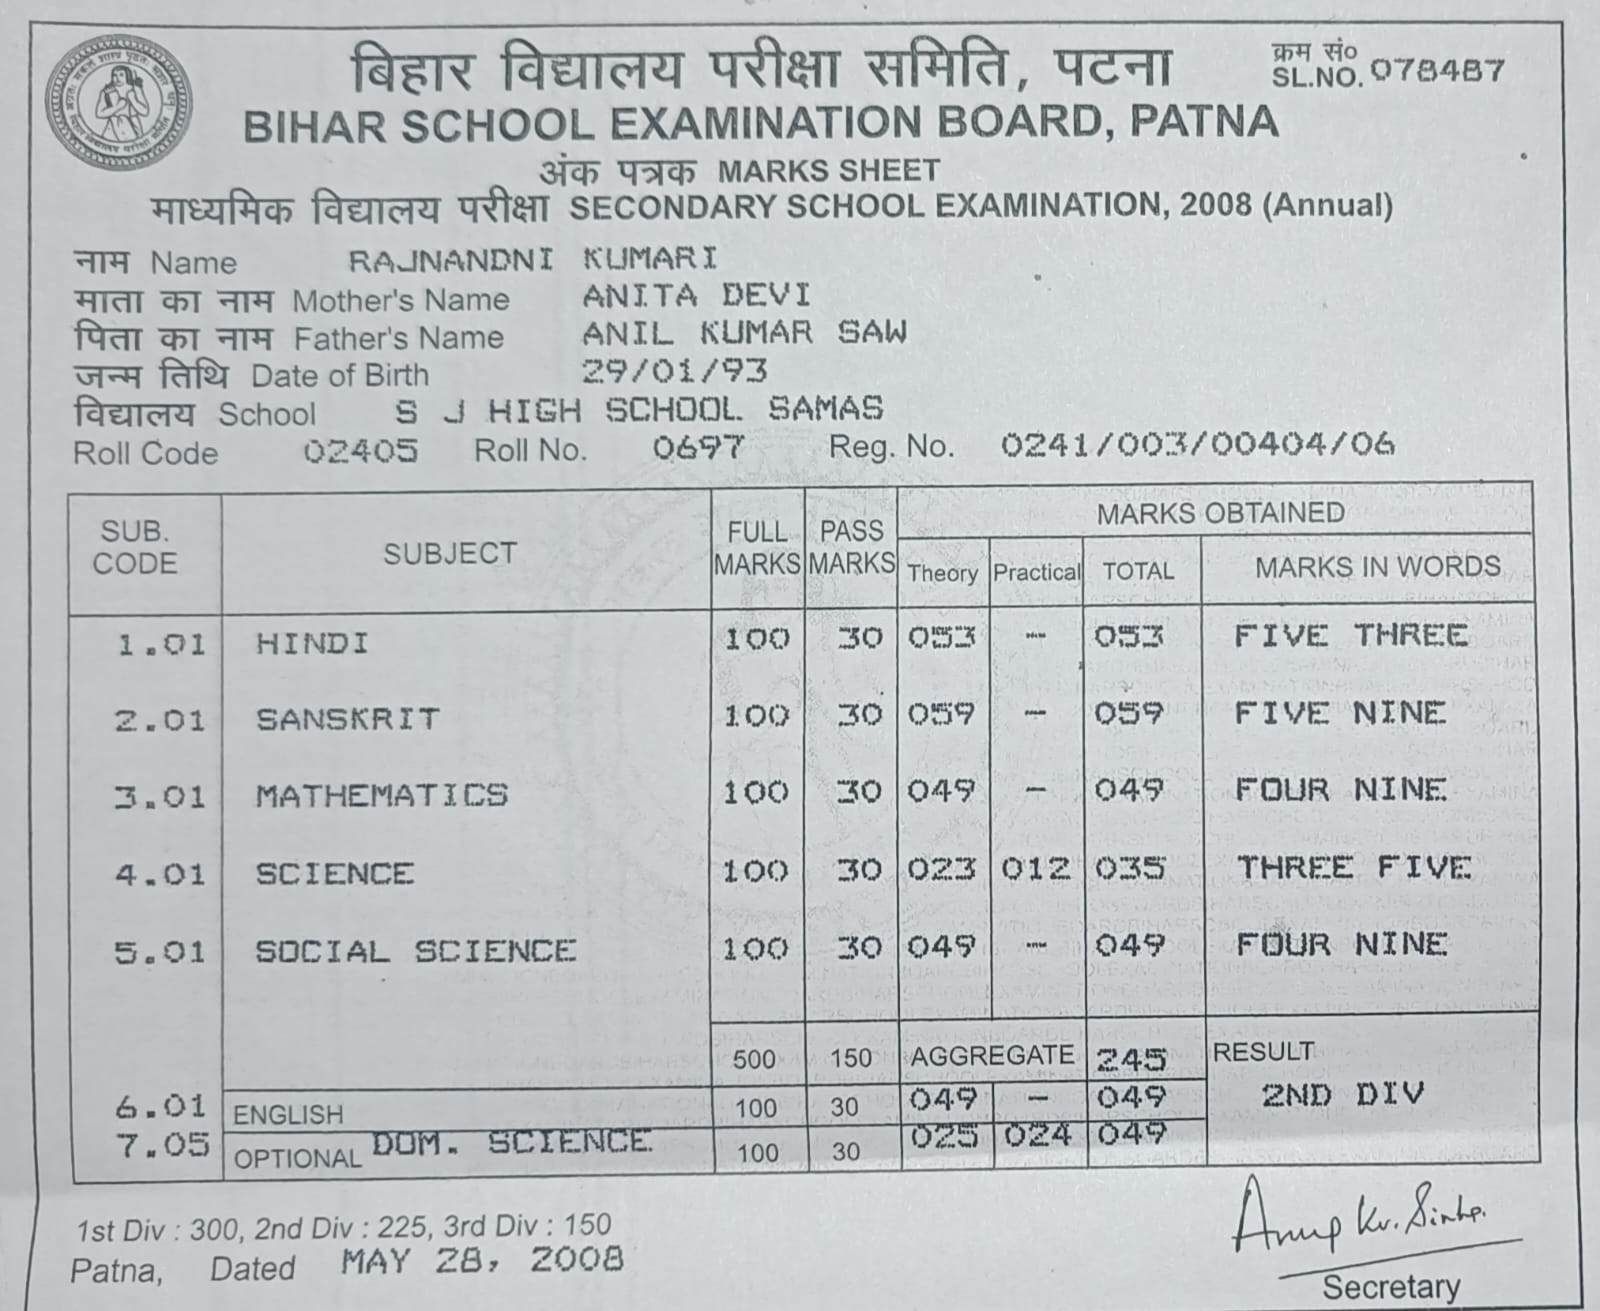 बिहार विद्यालय परीक्षा समिति, पटना
क्रम सं०
SL.NO. 078487
BIHAR SCHOOL EXAMINATION BOARD, PATNA
अंक पत्रक MARKS SHEET
माध्यमिक विद्यालय परीक्षा SECONDARY SCHOOL EXAMINATION, 2008 (Annual)
नाम Name RAJNANDNI KUMARI
माता का नाम Mother's Name ANITA DEVI
पिता का नाम Father's Name ANIL KUMAR SAW
जन्म तिथि Date of Birth 29/01/93
विद्यालय School S J HIGH SCHOOL SAMAS
Roll Code 02405 Roll No. 0697 Reg. No. 0241/003/00404/06
SUB. CODE SUBJECT FULL MARKS PASS MARKS MARKS OBTAINED
Theory Practical TOTAL MARKS IN WORDS
1.01 HINDI 100 30 053 - 053 FIVE THREE
2.01 SANSKRIT 100 30 059 - 059 FIVE NINE
3.01 MATHEMATICS 100 30 049 - 049 FOUR NINE
4.01 SCIENCE 100 30 023 012 035 THREE FIVE
5.01 SOCIAL SCIENCE 100 30 049 - 049 FOUR NINE
500 150 AGGREGATE 245 RESULT
6.01 ENGLISH 100 30 049 - 049 2ND DIV
7.05 OPTIONAL DOM. SCIENCE 100 30 025 024 049
1st Div : 300, 2nd Div : 225, 3rd Div : 150
Patna, Dated MAY 28, 2008
Anup Kr. Sinha
Secretary